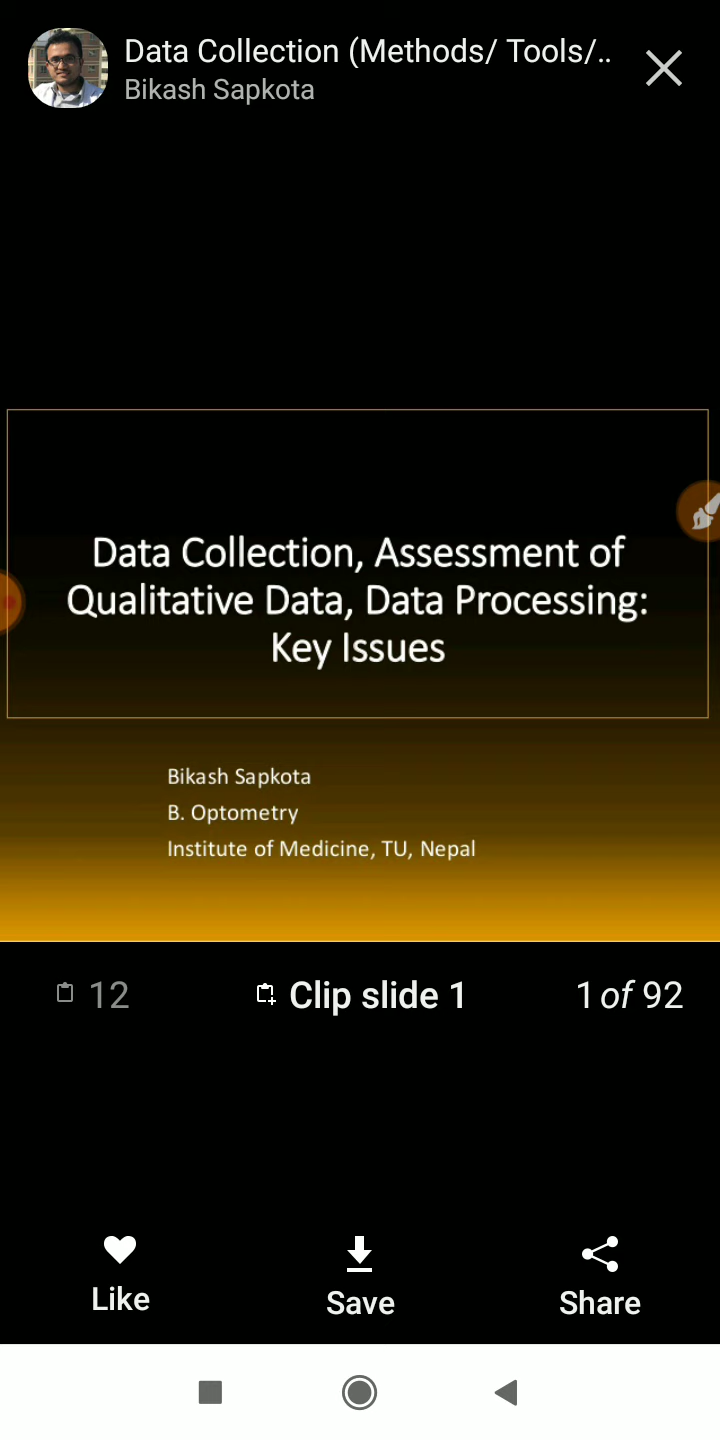 Data Collection (Methods/ Tools/..
Bikash Sapkota
Data Collection, Assessment of
Qualitative Data, Data Processing:
Key Issues
Bikash Sapkota
B. Optometry
Institute of Medicine, TU, Nepal
12
Clip slide 1
1 of 92
Like
Save
Share